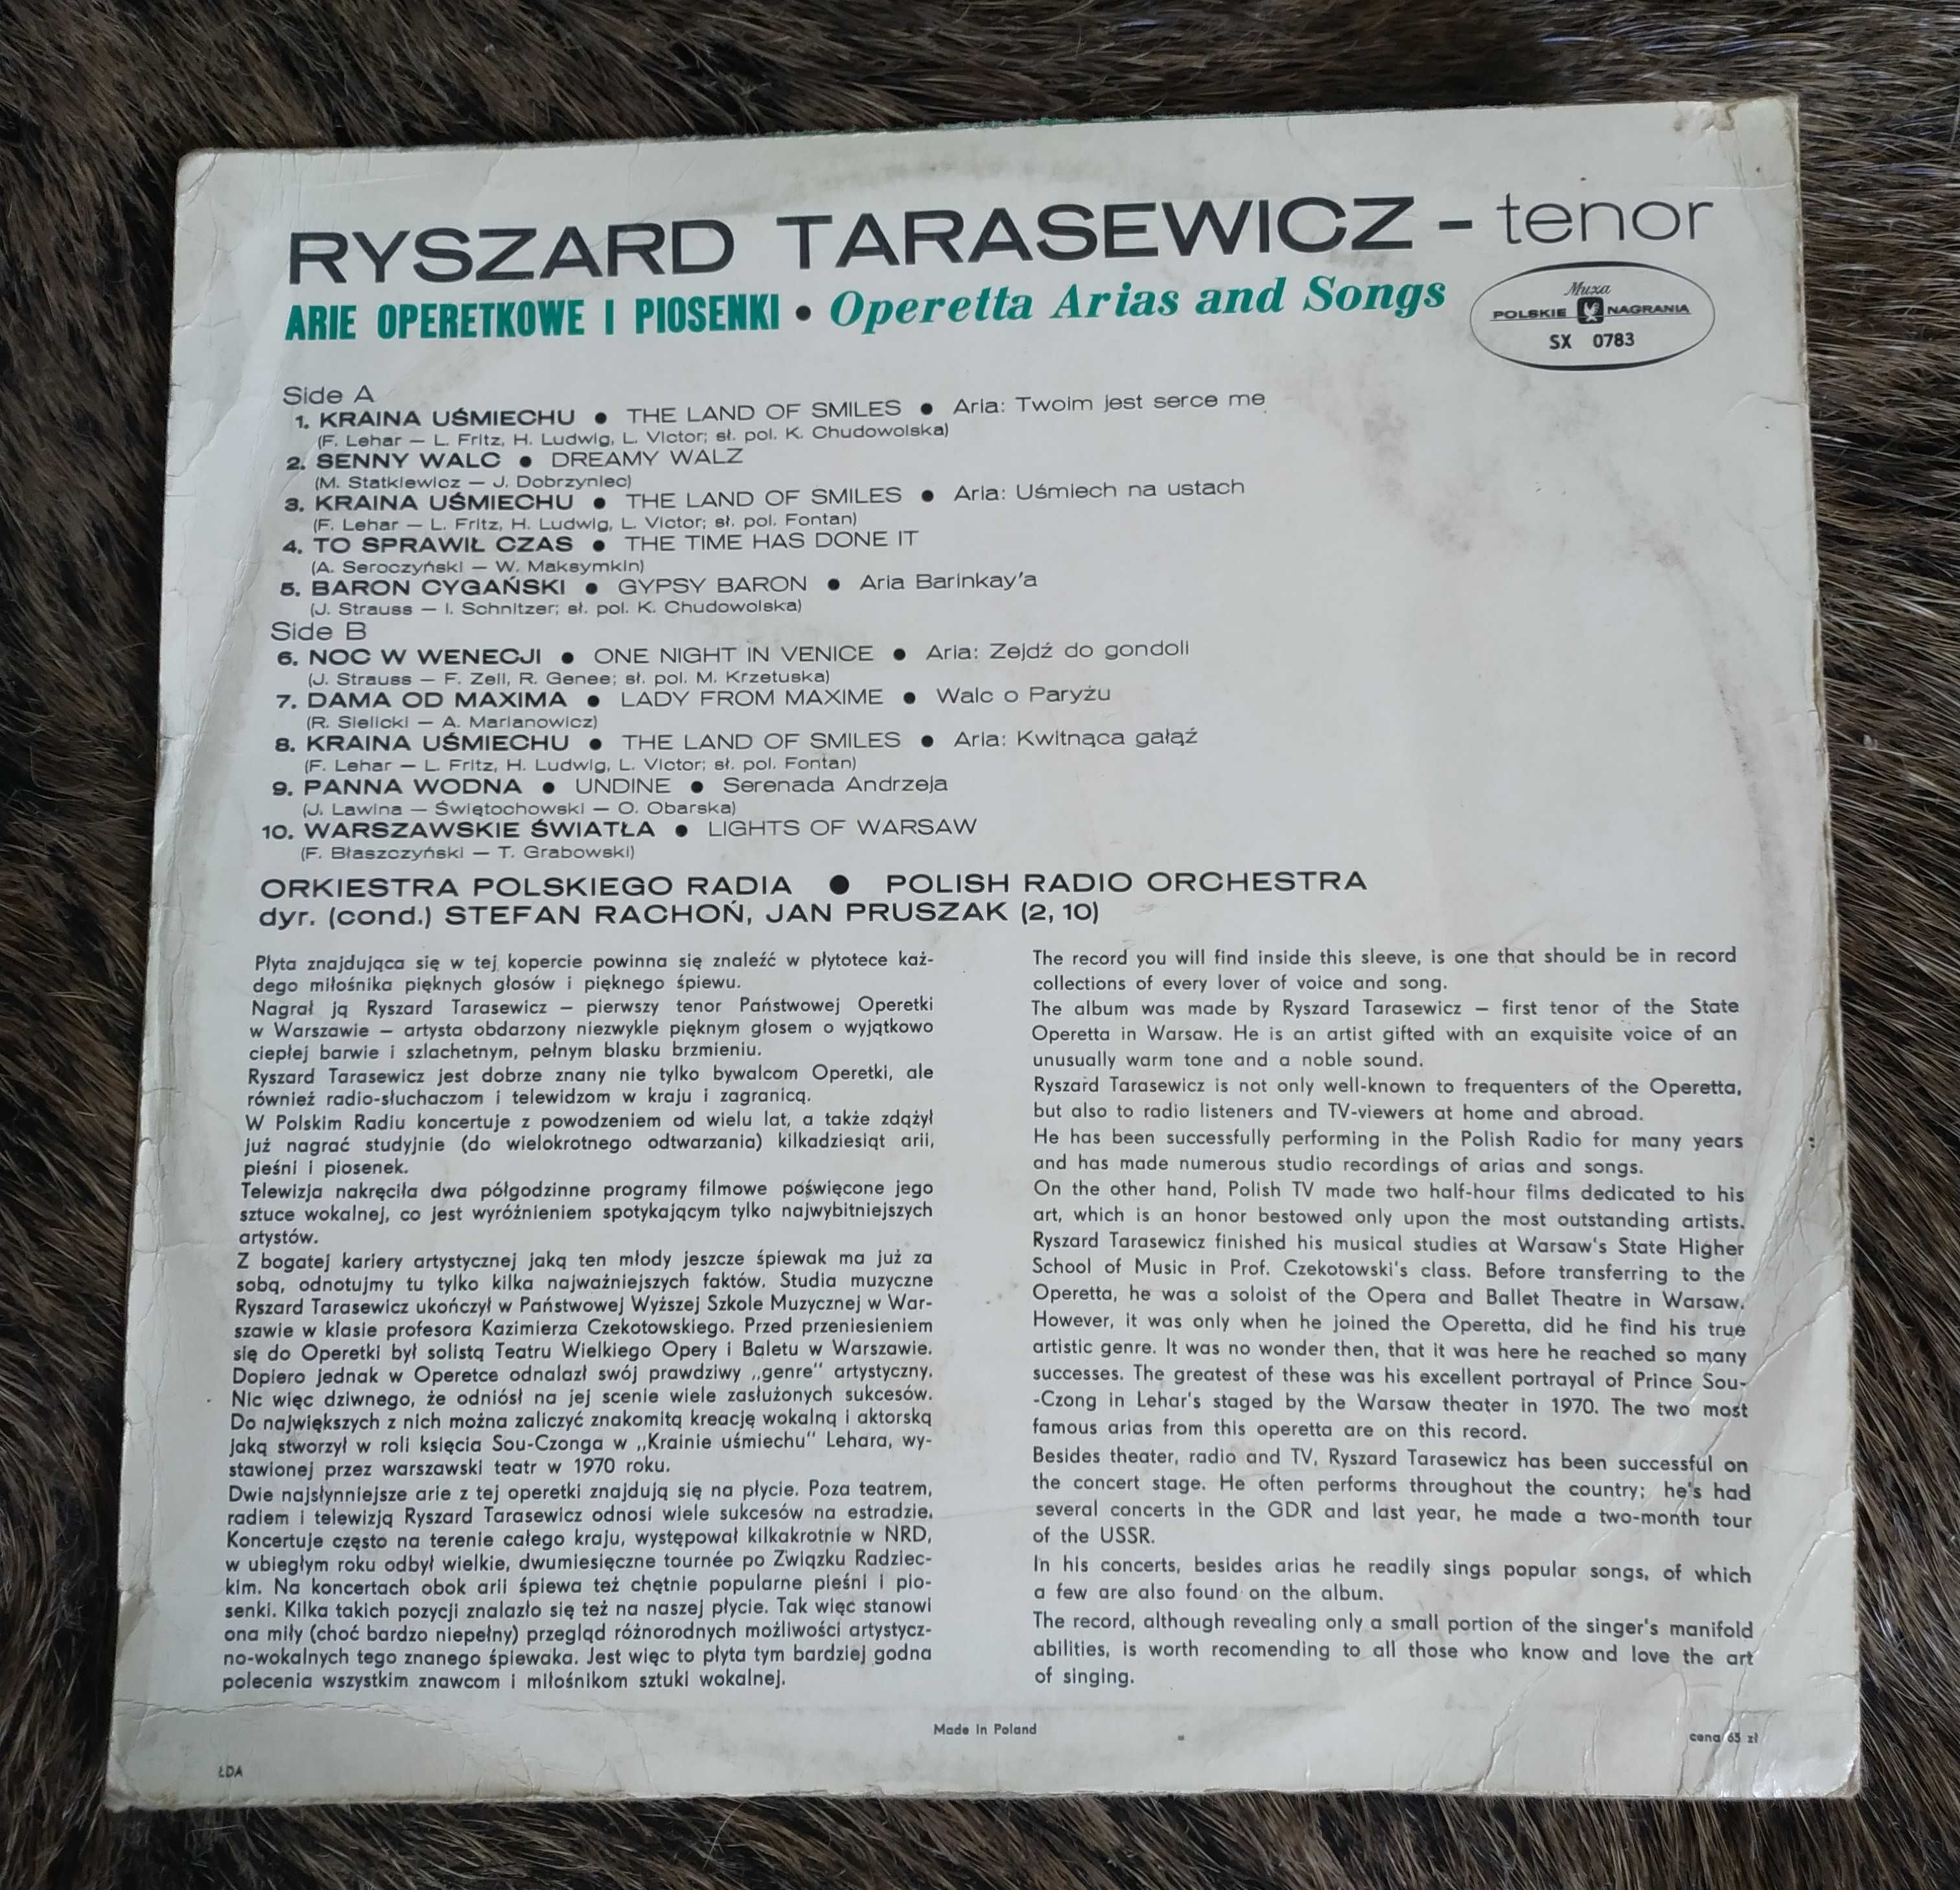 RYSZARD TARASEWICZ - tenor
ARIE OPERETKOWE I PIOSENKI • Operetta Arias and Songs
Muza
POLSKIE NAGRANIA
SX 0783
Side A
1. KRAINA UŚMIECHU ● THE LAND OF SMILES ● Aria: Twoim jest serce me
(F. Lehar — L. Fritz, H. Ludwig, L. Victor; sł. pol. K. Chudowolska)
2. SENNY WALC ● DREAMY WALZ
(M. Statkiewicz — J. Dobrzyniec)
3. KRAINA UŚMIECHU ● THE LAND OF SMILES ● Aria: Uśmiech na ustach
(F. Lehar — L. Fritz, H. Ludwig, L. Victor; sł. pol. Fontan)
4. TO SPRAWIŁ CZAS ● THE TIME HAS DONE IT
(A. Seroczyński — W. Maksymkin)
5. BARON CYGAŃSKI ● GYPSY BARON ● Aria Barinkay'a
(J. Strauss — I. Schnitzer; sł. pol. K. Chudowolska)
Side B
6. NOC W WENECJI ● ONE NIGHT IN VENICE ● Aria: Zejdź do gondoli
(J. Strauss — F. Zell, R. Genee; sł. pol. M. Krzetuska)
7. DAMA OD MAXIMA ● LADY FROM MAXIME ● Walc o Paryżu
(R. Sielicki — A. Marianowicz)
8. KRAINA UŚMIECHU ● THE LAND OF SMILES ● Aria: Kwitnąca gałąź
(F. Lehar — L. Fritz, H. Ludwig, L. Victor; sł. pol. Fontan)
9. PANNA WODNA ● UNDINE ● Serenada Andrzeja
(J. Lawina — Świętochowski — O. Obarska)
10. WARSZAWSKIE ŚWIATŁA ● LIGHTS OF WARSAW
(F. Błaszczyński — T. Grabowski)
ORKIESTRA POLSKIEGO RADIA ● POLISH RADIO ORCHESTRA
dyr. (cond.) STEFAN RACHOŃ, JAN PRUSZAK (2, 10)
Płyta znajdująca się w tej kopercie powinna się znaleźć w płytotece każ-
dego miłośnika pięknych głosów i pięknego śpiewu.
Nagrał ją Ryszard Tarasewicz — pierwszy tenor Państwowej Operetki
w Warszawie — artysta obdarzony niezwykle pięknym głosem o wyjątkowo
ciepłej barwie i szlachetnym, pełnym blasku brzmieniu.
Ryszard Tarasewicz jest dobrze znany nie tylko bywalcom Operetki, ale
również radio-słuchaczom i telewidzom w kraju i zagranicą.
W Polskim Radiu koncertuje z powodzeniem od wielu lat, a także zdążył
już nagrać studyjnie (do wielokrotnego odtwarzania) kilkadziesiąt arii,
pieśni i piosenek.
Telewizja nakręciła dwa półgodzinne programy filmowe poświęcone jego
sztuce wokalnej, co jest wyróżnieniem spotykającym tylko najwybitniejszych
artystów.
Z bogatej kariery artystycznej jaką ten młody jeszcze śpiewak ma już za
sobą, odnotujmy tu tylko kilka najważniejszych faktów. Studia muzyczne
Ryszard Tarasewicz ukończył w Państwowej Wyższej Szkole Muzycznej w War-
szawie w klasie profesora Kazimierza Czekotowskiego. Przed przeniesieniem
się do Operetki był solistą Teatru Wielkiego Opery i Baletu w Warszawie.
Dopiero jednak w Operetce odnalazł swój prawdziwy „genre" artystyczny.
Nic więc dziwnego, że odniósł na jej scenie wiele zasłużonych sukcesów.
Do największych z nich można zaliczyć znakomitą kreację wokalną i aktorską
jaką stworzył w roli księcia Sou-Czonga w „Krainie uśmiechu" Lehara, wy-
stawionej przez warszawski teatr w 1970 roku.
Dwie najsłynniejsze arie z tej operetki znajdują się na płycie. Poza teatrem,
radiem i telewizją Ryszard Tarasewicz odnosi wiele sukcesów na estradzie.
Koncertuje często na terenie całego kraju, występował kilkakrotnie w NRD,
w ubiegłym roku odbył wielkie, dwumiesięczne tournée po Związku Radziec-
kim. Na koncertach obok arii śpiewa też chętnie popularne pieśni i pio-
senki. Kilka takich pozycji znalazło się też na naszej płycie. Tak więc stanowi
ona miły (choć bardzo niepełny) przegląd różnorodnych możliwości artystycz-
no-wokalnych tego znanego śpiewaka. Jest więc to płyta tym bardziej godna
polecenia wszystkim znawcom i miłośnikom sztuki wokalnej.
The record you will find inside this sleeve, is one that should be in record
collections of every lover of voice and song.
The album was made by Ryszard Tarasewicz — first tenor of the State
Operetta in Warsaw. He is an artist gifted with an exquisite voice of an
unusually warm tone and a noble sound.
Ryszard Tarasewicz is not only well-known to frequenters of the Operetta,
but also to radio listeners and TV-viewers at home and abroad.
He has been successfully performing in the Polish Radio for many years
and has made numerous studio recordings of arias and songs.
On the other hand, Polish TV made two half-hour films dedicated to his
art, which is an honor bestowed only upon the most outstanding artists.
Ryszard Tarasewicz finished his musical studies at Warsaw's State Higher
School of Music in Prof. Czekotowski's class. Before transferring to the
Operetta, he was a soloist of the Opera and Ballet Theatre in Warsaw.
However, it was only when he joined the Operetta, did he find his true
artistic genre. It was no wonder then, that it was here he reached so many
successes. The greatest of these was his excellent portrayal of Prince Sou-
-Czong in Lehar's staged by the Warsaw theater in 1970. The two most
famous arias from this operetta are on this record.
Besides theater, radio and TV, Ryszard Tarasewicz has been successful on
the concert stage. He often performs throughout the country; he's had
several concerts in the GDR and last year, he made a two-month tour
of the USSR.
In his concerts, besides arias he readily sings popular songs, of which
a few are also found on the album.
The record, although revealing only a small portion of the singer's manifold
abilities, is worth recomending to all those who know and love the art
of singing.
Made in Poland
cena 65 zł
ŁDA